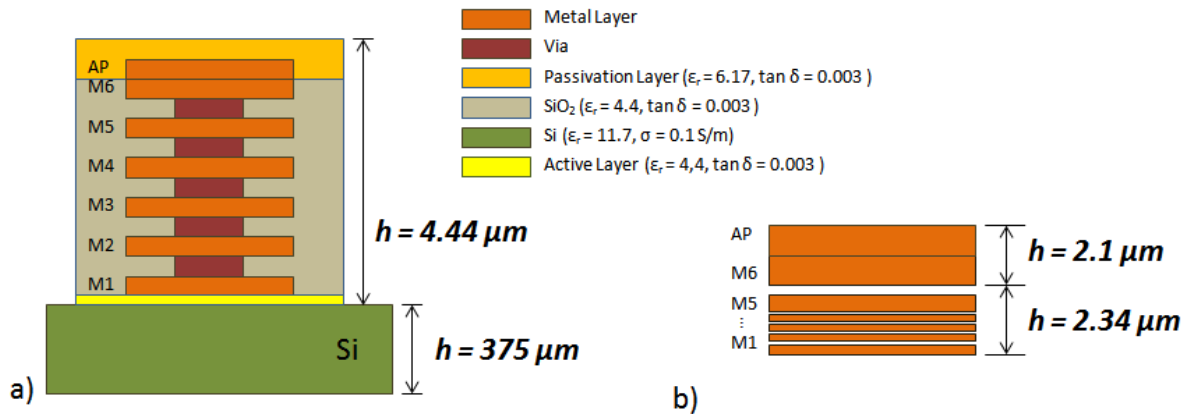 Metal Layer
Via
Passivation Layer (εr = 6.17, tan δ = 0.003 )
SiO2 (εr = 4.4, tan δ = 0.003 )
Si (εr = 11.7, σ = 0.1 S/m)
Active Layer (εr = 4,4, tan δ = 0.003 )
AP
M6
M5
M4
M3
M2
M1
h = 4.44 µm
Si
h = 375 µm
a)
AP
M6
M5
⋮
M1
h = 2.1 µm
h = 2.34 µm
b)